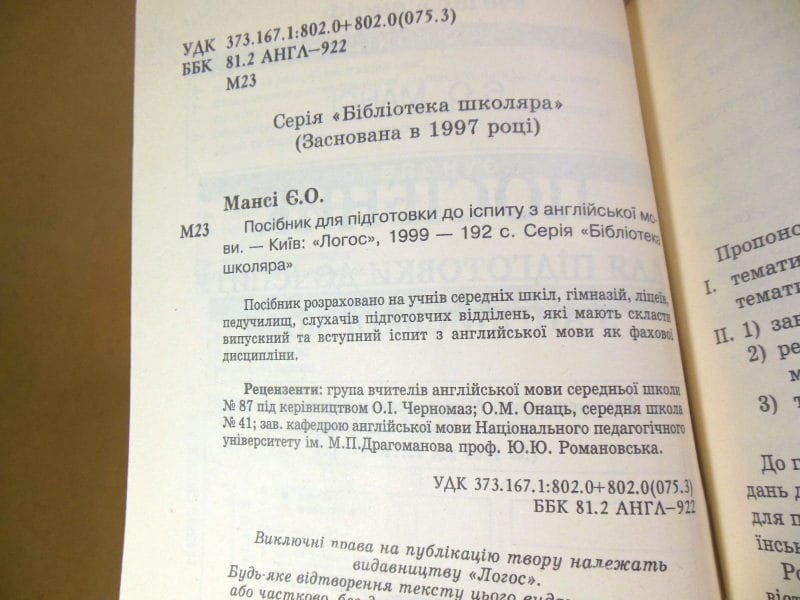 УДК 373.167.1:802.0+802.0(075.3)
ББК 81.2 АНГЛ—922
М23
Серія «Бібліотека школяра»
(Заснована в 1997 році)
Мансі Є.О.
М23 Посібник для підготовки до іспиту з англійської мо-
ви. — Київ: «Логос», 1999 — 192 с. Серія «Бібліотека
школяра»
Посібник розраховано на учнів середніх шкіл, гімназій, ліцеїв,
педучилищ, слухачів підготовчих відділень, які мають скласти
випускний та вступний іспит з англійської мови як фахової
дисципліни.
Рецензенти: група вчителів англійської мови середньої школи
№ 87 під керівництвом О.І. Черномаз; О.М. Онаць, середня школа
№ 41; зав. кафедрою англійської мови Національного педагогічного
університету ім. М.П.Драгоманова проф. Ю.Ю. Романовська.
УДК 373.167.1:802.0+802.0(075.3)
ББК 81.2 АНГЛ—922
Виключні права на публікацію твору належать
видавництву «Логос».
Будь-яке відтворення тексту цього
або частково, без
I. темати
темати
II. 1)
2)
3)
До
для